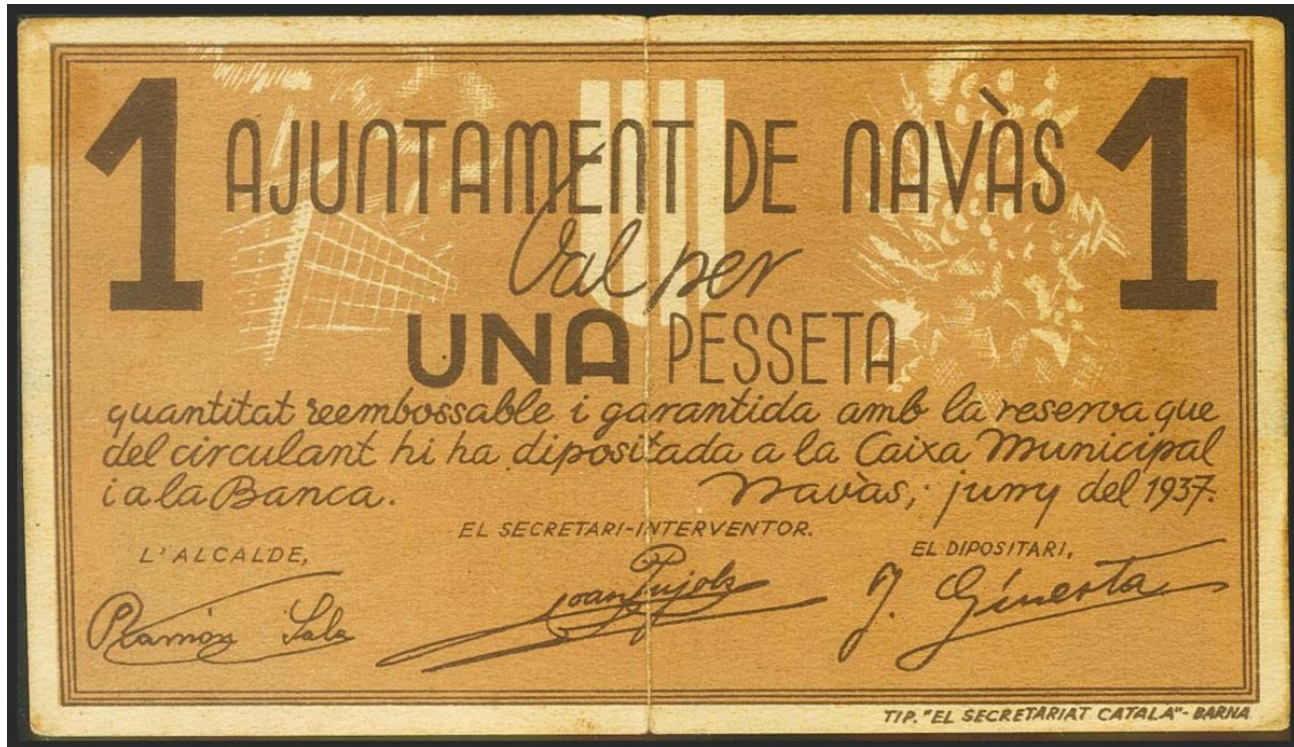 1 AJUNTAMENT DE NAVÀS 1
Val per
UNA PESSETA
quantitat reembossable i garantida amb la reserva que
del circulant hi ha dipositada a la Caixa Municipal
i a la Banca. Navàs, juny del 1937.
EL SECRETARI-INTERVENTOR.
L'ALCALDE, EL DIPOSITARI,
Ramón Sala Joan Pujols J. Ginesta
TIP. "EL SECRETARIAT CATALA"- BARNA